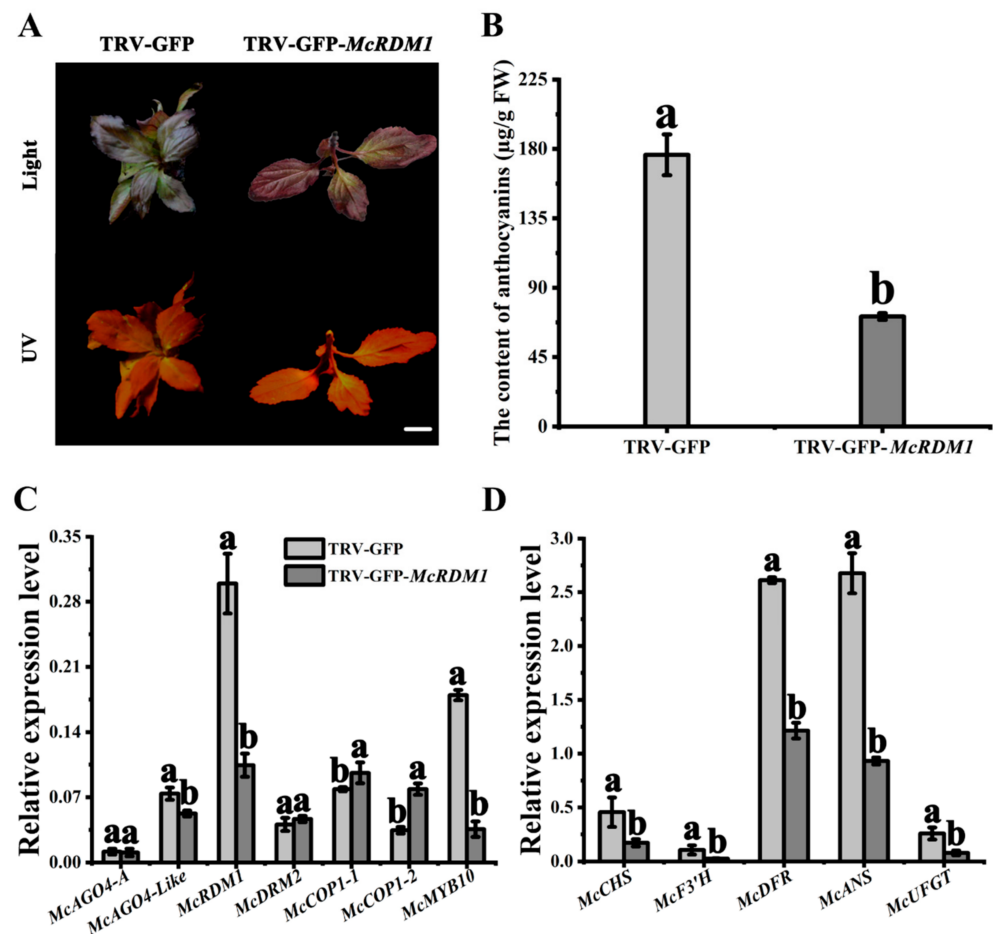 A
TRV-GFP TRV-GFP-McRDM1
Light
UV
B
The content of anthocyanins (µg/g FW)
225
180
135
90
45
0
a
b
TRV-GFP TRV-GFP-McRDM1
C
Relative expression level
0.35
0.28
0.21
0.14
0.07
0.00
TRV-GFP
TRV-GFP-McRDM1
a a
a b
a b
a a
b a
b a
a b
McAGO4-A
McAGO4-Like
McRDM1
McDRM2
McCOP1-1
McCOP1-2
McMYB10
D
Relative expression level
3.0
2.5
2.0
1.5
1.0
0.5
0.0
a b
a b
a b
a b
a b
McCHS
McF3'H
McDFR
McANS
McUFGT